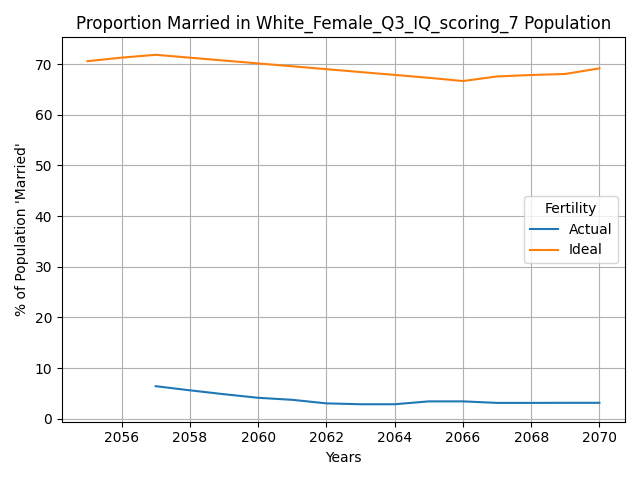 Proportion Married in White_Female_Q3_IQ_scoring_7 Population
% of Population 'Married'
70
60
50
40
30
20
10
0
Fertility
Actual
Ideal
2056 2058 2060 2062 2064 2066 2068 2070
Years